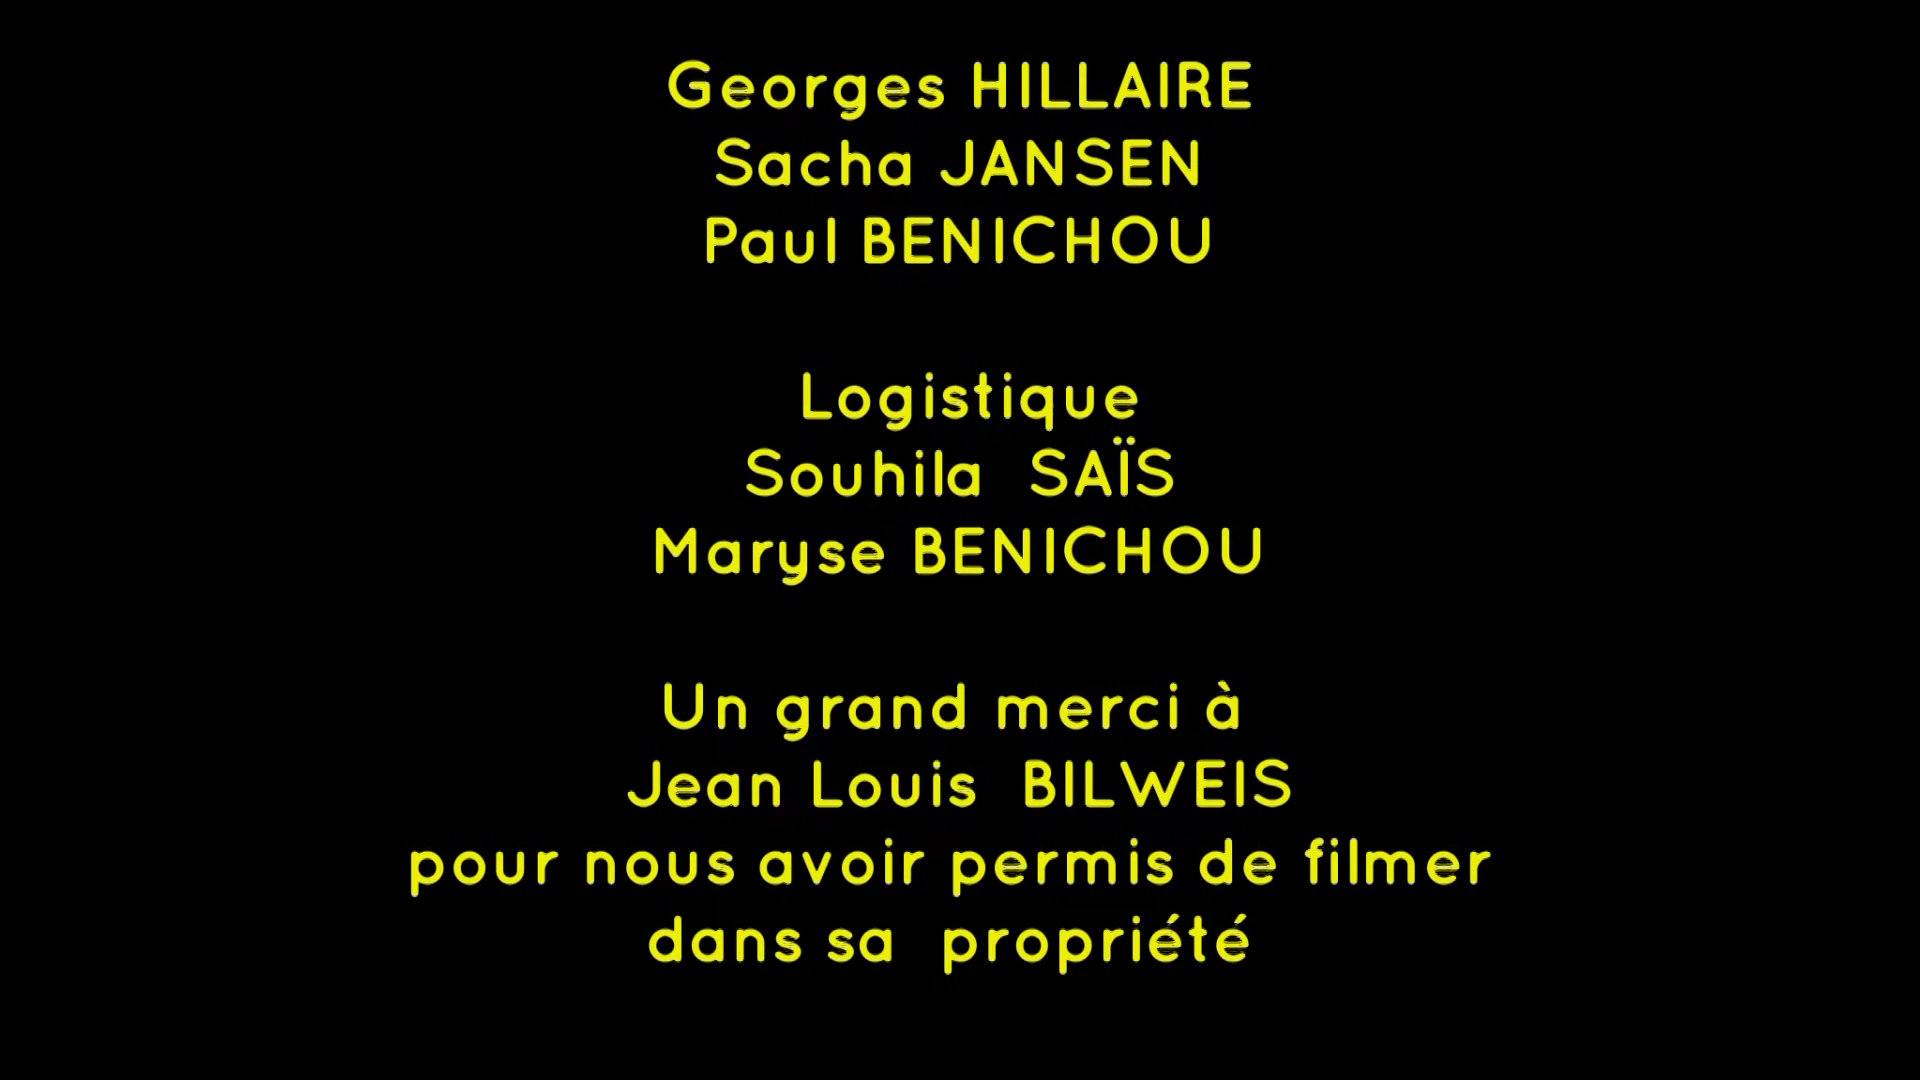 Georges HILLAIRE
Sacha JANSEN
Paul BENICHOU
Logistique
Souhila SAÏS
Maryse BENICHOU
Un grand merci à
Jean Louis BILWEIS
pour nous avoir permis de filmer
dans sa propriété